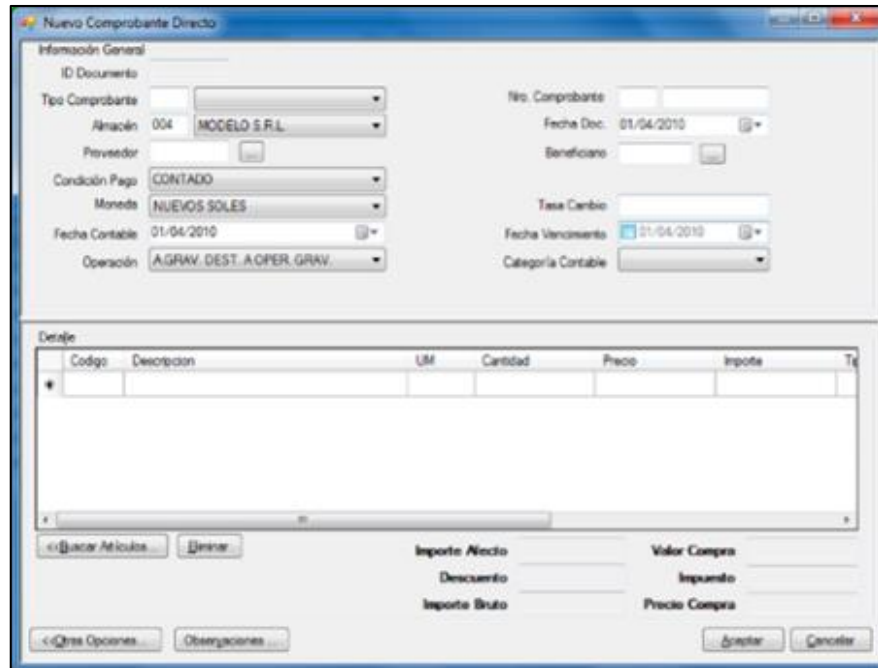 Nuevo Comprobante Directo
Información General
ID Documento
Tipo Comprobante
Nro. Comprobante
Almacén 004 MODELO S.R.L.
Fecha Doc. 01/04/2010
Proveedor ...
Beneficiario ...
Condición Pago CONTADO
Moneda NUEVOS SOLES
Tasa Cambio
Fecha Contable 01/04/2010
Fecha Vencimiento 01/04/2010
Operación A.GRAV. DEST. A OPER. GRAV.
Categoría Contable
Detalle
Codigo Descripcion UM Cantidad Precio Importe Tip
<<Buscar Artículos... Eliminar
Importe Afecto Valor Compra
Descuento Impuesto
Importe Bruto Precio Compra
<<Otras Opciones... Observaciones ... Aceptar Cancelar